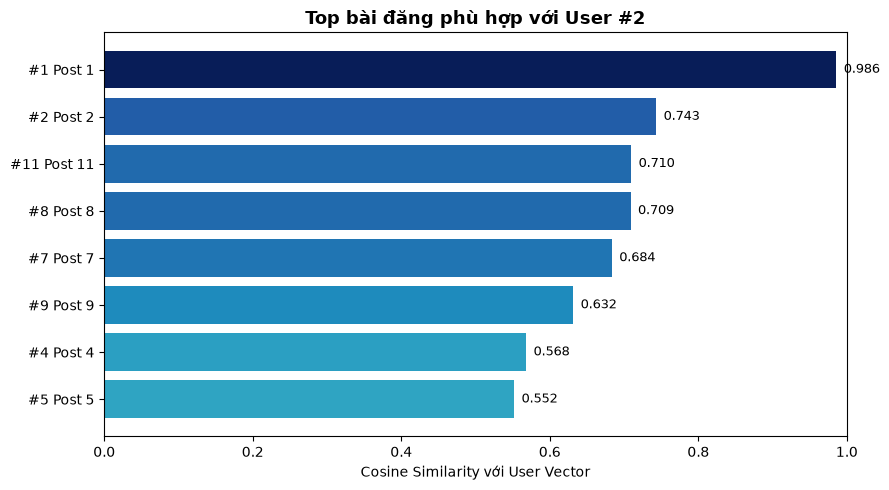 Top bài đăng phù hợp với User #2
#1 Post 1
0.986
#2 Post 2
0.743
#11 Post 11
0.710
#8 Post 8
0.709
#7 Post 7
0.684
#9 Post 9
0.632
#4 Post 4
0.568
#5 Post 5
0.552
0.0 0.2 0.4 0.6 0.8 1.0
Cosine Similarity với User Vector